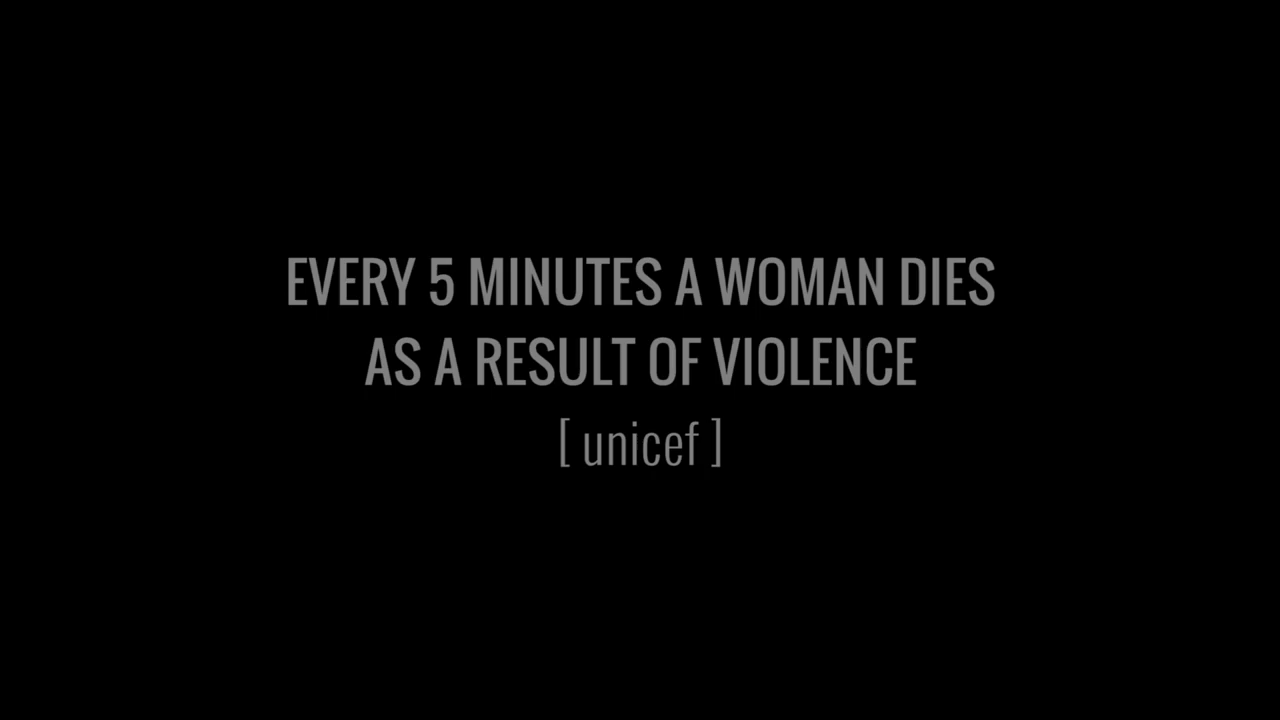 EVERY 5 MINUTES A WOMAN DIES
AS A RESULT OF VIOLENCE
[ unicef ]